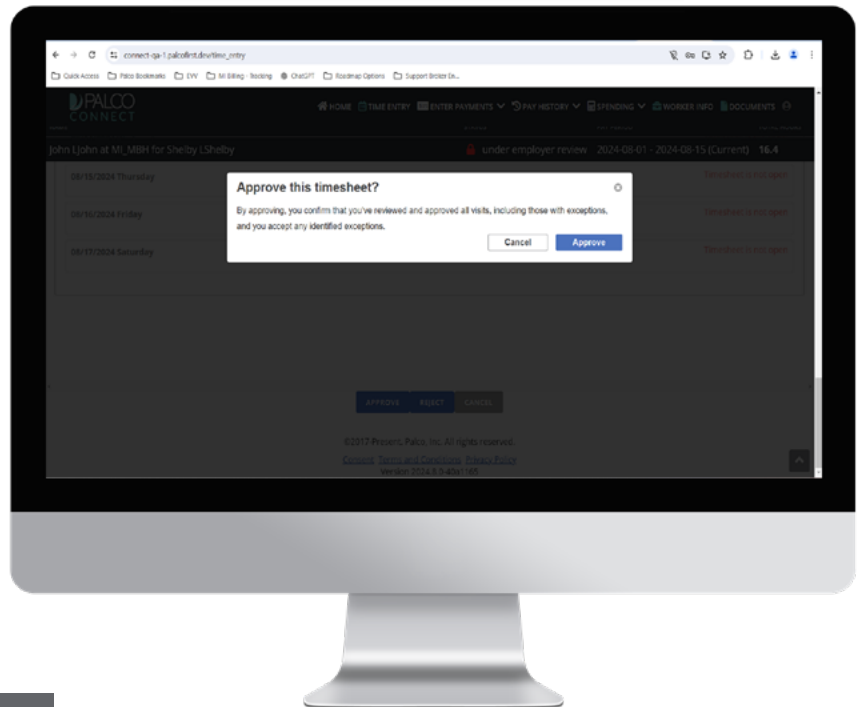 connect-qa-1.palcofirst.dev/time_entry
Quick Access Palco Bookmarks EVV MI Billing - Tracking ChatGPT Roadmap Options Support Broker En...
PALCO
CONNECT
HOME TIME ENTRY ENTER PAYMENTS PAY HISTORY SPENDING WORKER INFO DOCUMENTS
John LJohn at MI_MBH for Shelby LShelby under employer review 2024-08-01 - 2024-08-15 (Current) 16.4
Thursday Timesheet is not open
08/16/2024 Friday Timesheet is not open
08/17/2024 Saturday Timesheet is not open
Approve this timesheet?
By approving, you confirm that you've reviewed and approved all visits, including those with exceptions,
and you accept any identified exceptions.
Cancel Approve
APPROVE REJECT CANCEL
©2017-Present, Palco, Inc. All rights reserved.
Consent Terms and Conditions Privacy Policy